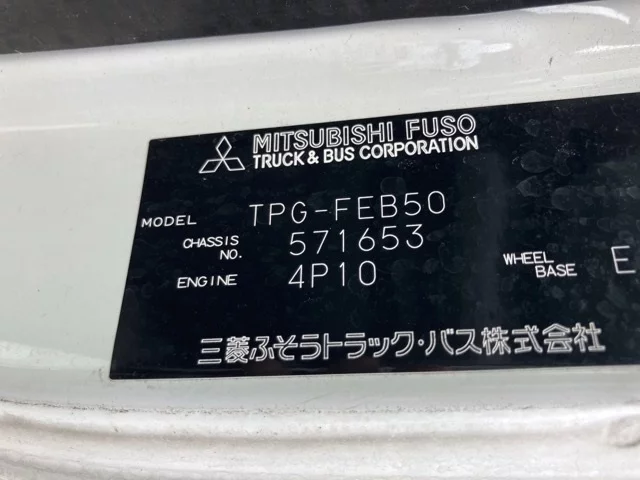 MITSUBISHI FUSO
TRUCK & BUS CORPORATION
MODEL TPG-FEB50
CHASSIS NO. 571653
ENGINE 4P10
WHEEL BASE E
三菱ふそうトラック・バス株式会社